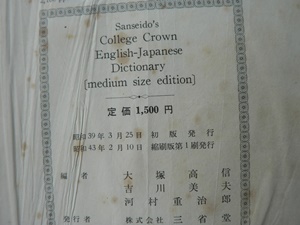 Sanseido's
College Crown
English-Japanese
Dictionary
[medium size edition]
定価 1,500 円
昭和39年3月25日 初版発行
昭和43年2月10日 縮刷版第1刷発行
編者 大塚高信
吉川美夫
河村重治郎
発行者 株式会社 三省堂